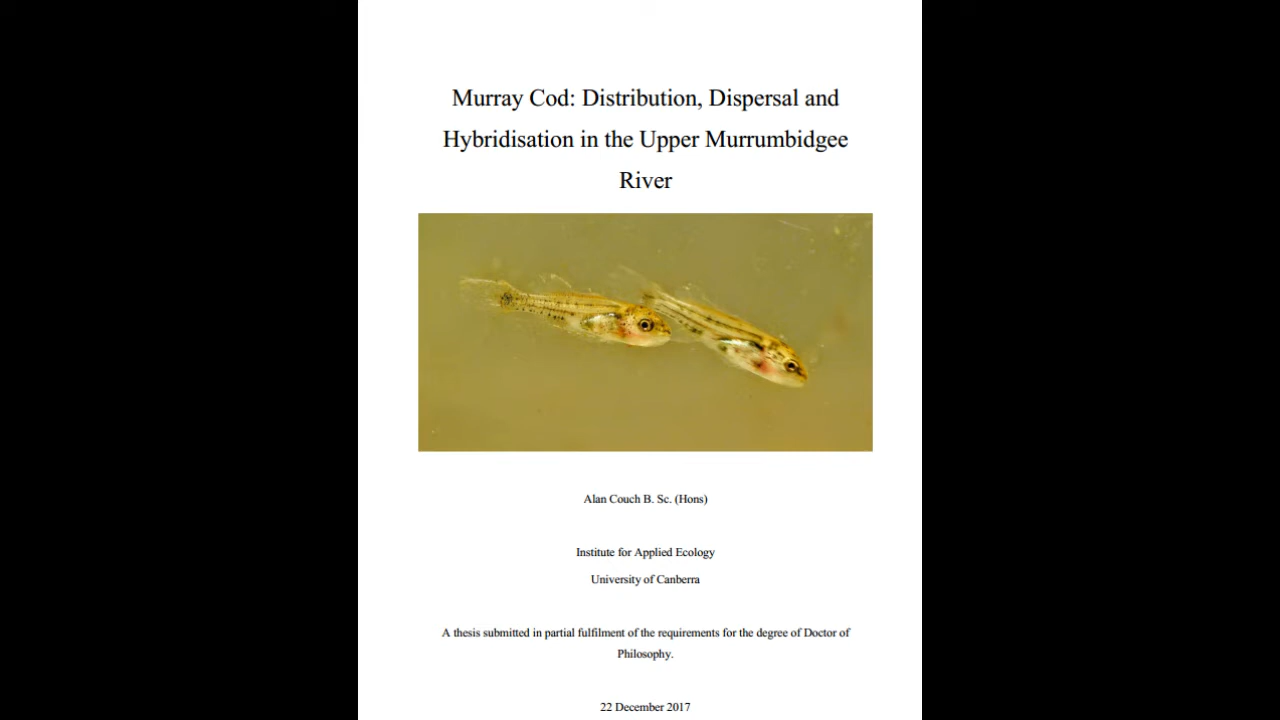 Murray Cod: Distribution, Dispersal and
Hybridisation in the Upper Murrumbidgee
River
Alan Couch B. Sc. (Hons)
Institute for Applied Ecology
University of Canberra
A thesis submitted in partial fulfilment of the requirements for the degree of Doctor of
Philosophy.
22 December 2017